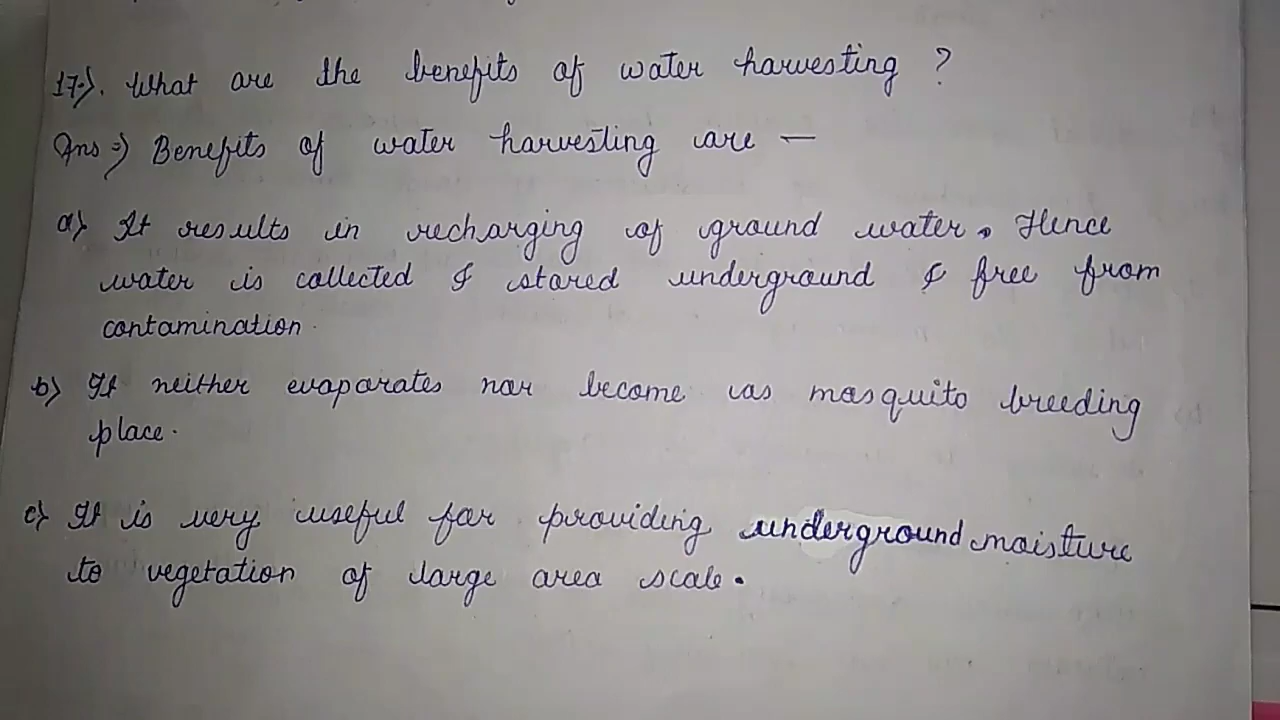 17.). What are the benefits of water harvesting ?
Ans ⇒) Benefits of water harvesting are —
a) It results in recharging of ground water. Hence
water is collected & stored underground & free from
contamination.
b) It neither evaporates nor become as mosquito breeding
place.
c) It is very useful for providing underground moisture
to vegetation of large area scale.